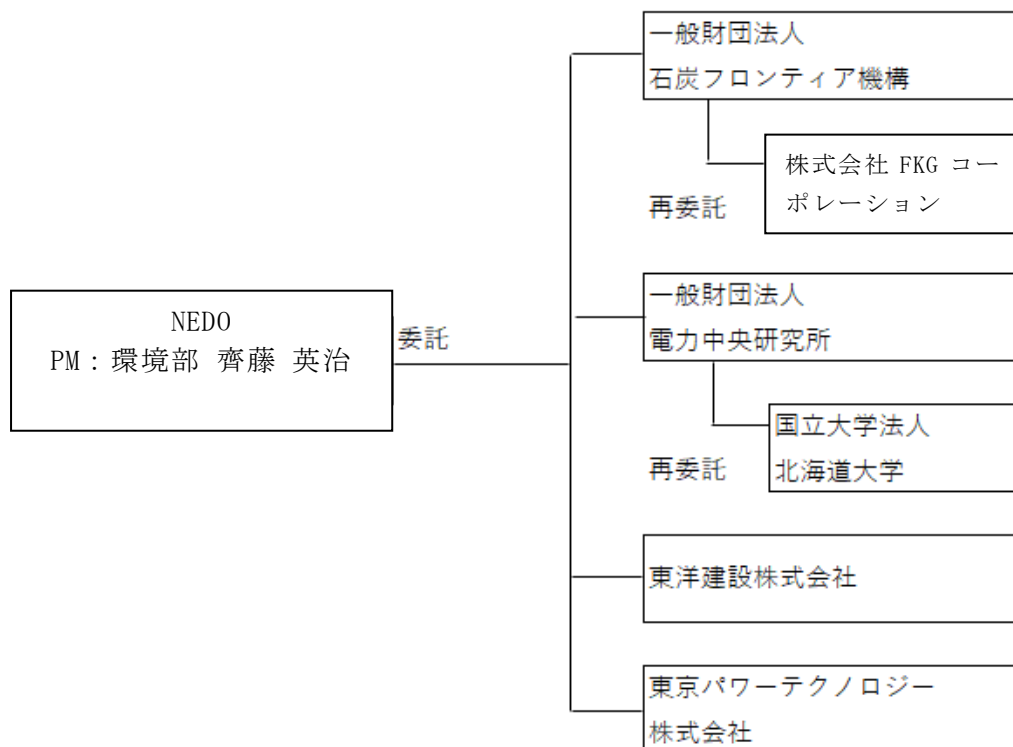 一般財団法人
石炭フロンティア機構
株式会社 FKG コー
ポレーション
再委託
NEDO
PM：環境部 齊藤 英治
委託
一般財団法人
電力中央研究所
国立大学法人
北海道大学
再委託
東洋建設株式会社
東京パワーテクノロジー
株式会社